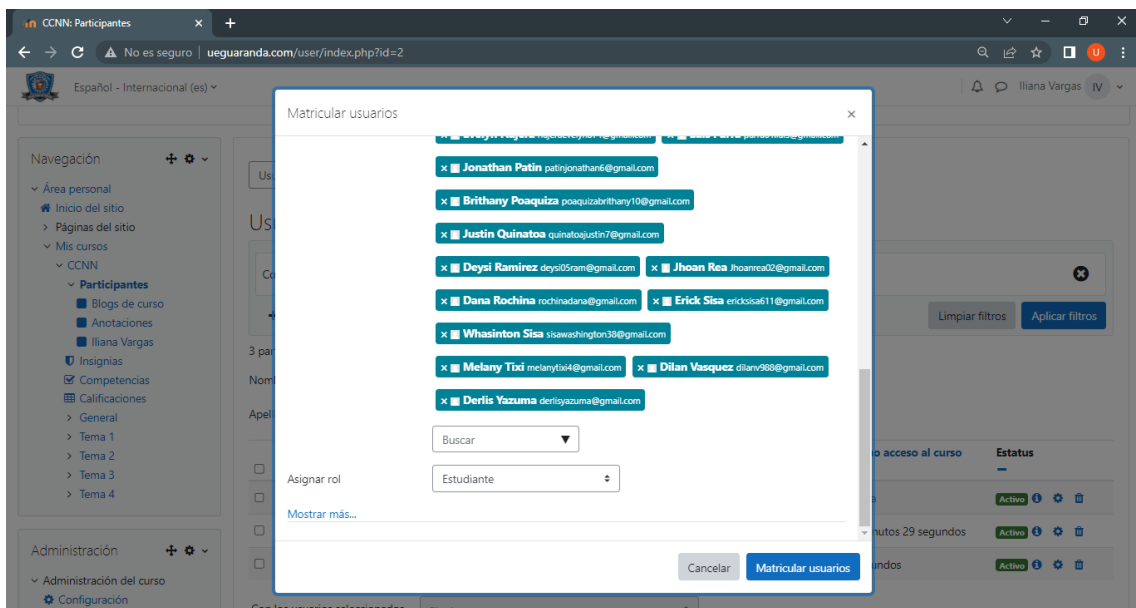 CCNN: Participantes
No es seguro | ueguaranda.com/user/index.php?id=2
Español - Internacional (es)
Iliana Vargas IV
Navegación
Área personal
Inicio del sitio
Páginas del sitio
Mis cursos
CCNN
Participantes
Blogs de curso
Anotaciones
Iliana Vargas
Insignias
Competencias
Calificaciones
General
Tema 1
Tema 2
Tema 3
Tema 4
Administración
Administración del curso
Configuración
Matricular usuarios
Jonathan Patin patinjonathan6@gmail.com
Brithany Poaquiza poaquizabrithany10@gmail.com
Justin Quinatoa quinatoajustin7@gmail.com
Deysi Ramirez deysi05ram@gmail.com × Jhoan Rea Jhoanrea02@gmail.com
Dana Rochina rochinadana@gmail.com × Erick Sisa ericksisa611@gmail.com
Whasinton Sisa sisawashington38@gmail.com
Melany Tixi melanytixi4@gmail.com × Dilan Vasquez dilanv988@gmail.com
Derlis Yazuma derlisyazuma@gmail.com
Buscar
Asignar rol Estudiante
Mostrar más...
Cancelar Matricular usuarios
Limpiar filtros Aplicar filtros
3 par
Nom
Apel
o acceso al curso Estatus
Activo
nutos 29 segundos Activo
undos Activo